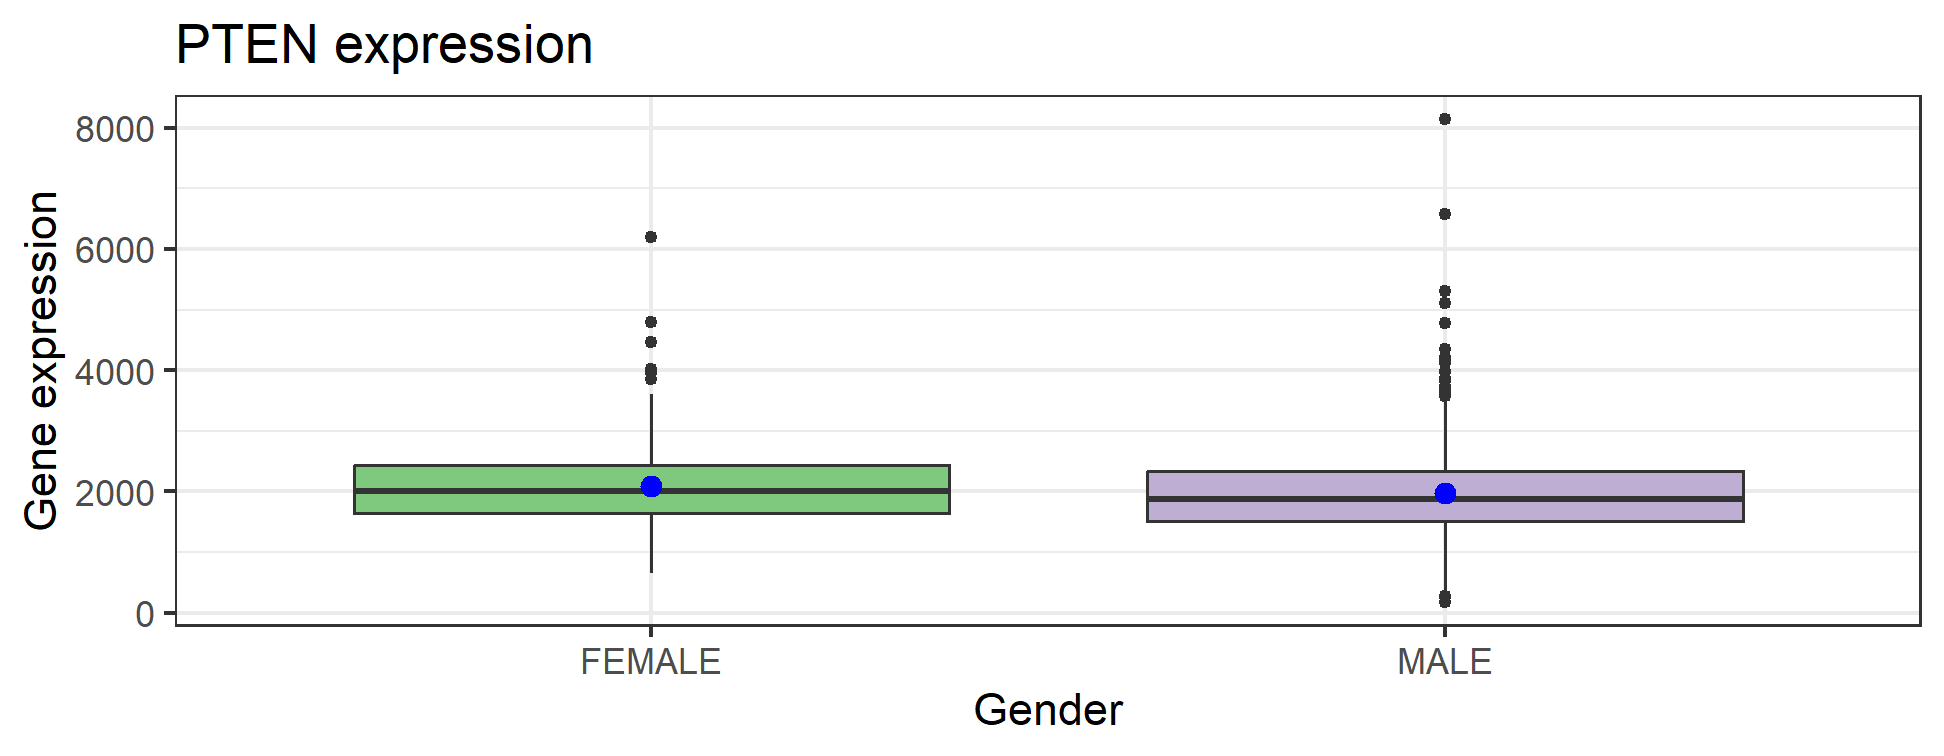 PTEN expression
Gene expression
8000
6000
4000
2000
0
FEMALE
MALE
Gender